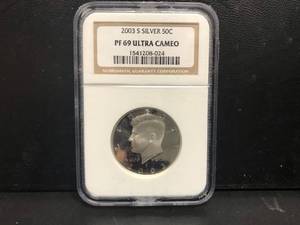 2003 S SILVER 50C
PF 69 ULTRA CAMEO
1541208-024
NUMISMATIC GUARANTY CORPORATION